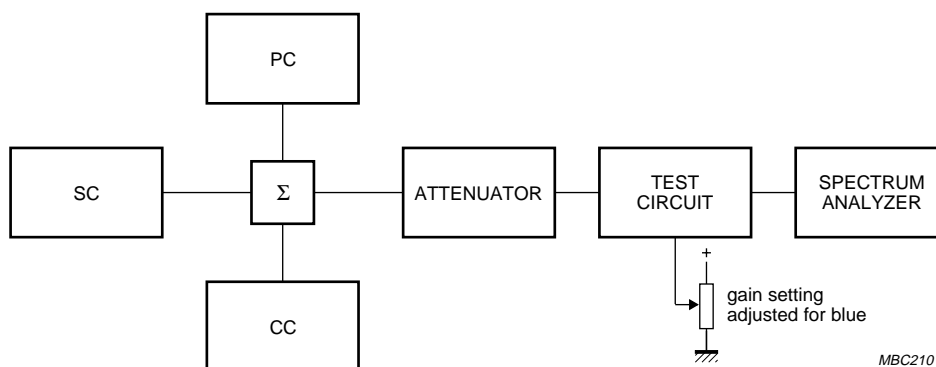 PC
SC
Σ
ATTENUATOR
TEST
CIRCUIT
SPECTRUM
ANALYZER
CC
+
gain setting
adjusted for blue
MBC210